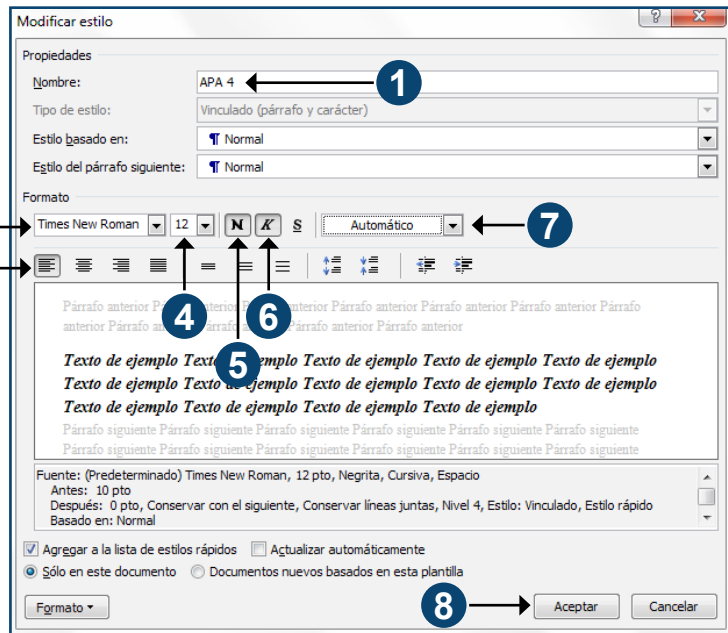 Modificar estilo
Propiedades
Nombre: APA 4 1
Tipo de estilo: Vinculado (párrafo y carácter)
Estilo basado en: ¶ Normal
Estilo del párrafo siguiente: ¶ Normal
Formato
Times New Roman 12 N K S Automático 7
4 5 6
Párrafo anterior Párrafo anterior Párrafo anterior Párrafo anterior Párrafo anterior Párrafo
anterior Párrafo anterior Párrafo anterior Párrafo anterior Párrafo anterior
Texto de ejemplo Texto de ejemplo Texto de ejemplo Texto de ejemplo Texto de ejemplo
Texto de ejemplo Texto de ejemplo Texto de ejemplo Texto de ejemplo Texto de ejemplo
Texto de ejemplo Texto de ejemplo Texto de ejemplo Texto de ejemplo
Párrafo siguiente Párrafo siguiente Párrafo siguiente Párrafo siguiente Párrafo siguiente
Párrafo siguiente Párrafo siguiente Párrafo siguiente Párrafo siguiente Párrafo siguiente
Fuente: (Predeterminado) Times New Roman, 12 pto, Negrita, Cursiva, Espacio
Antes: 10 pto
Después: 0 pto, Conservar con el siguiente, Conservar líneas juntas, Nivel 4, Estilo: Vinculado, Estilo rápido
Basado en: Normal
Agregar a la lista de estilos rápidos Actualizar automáticamente
Sólo en este documento Documentos nuevos basados en esta plantilla
Formato 8 Aceptar Cancelar